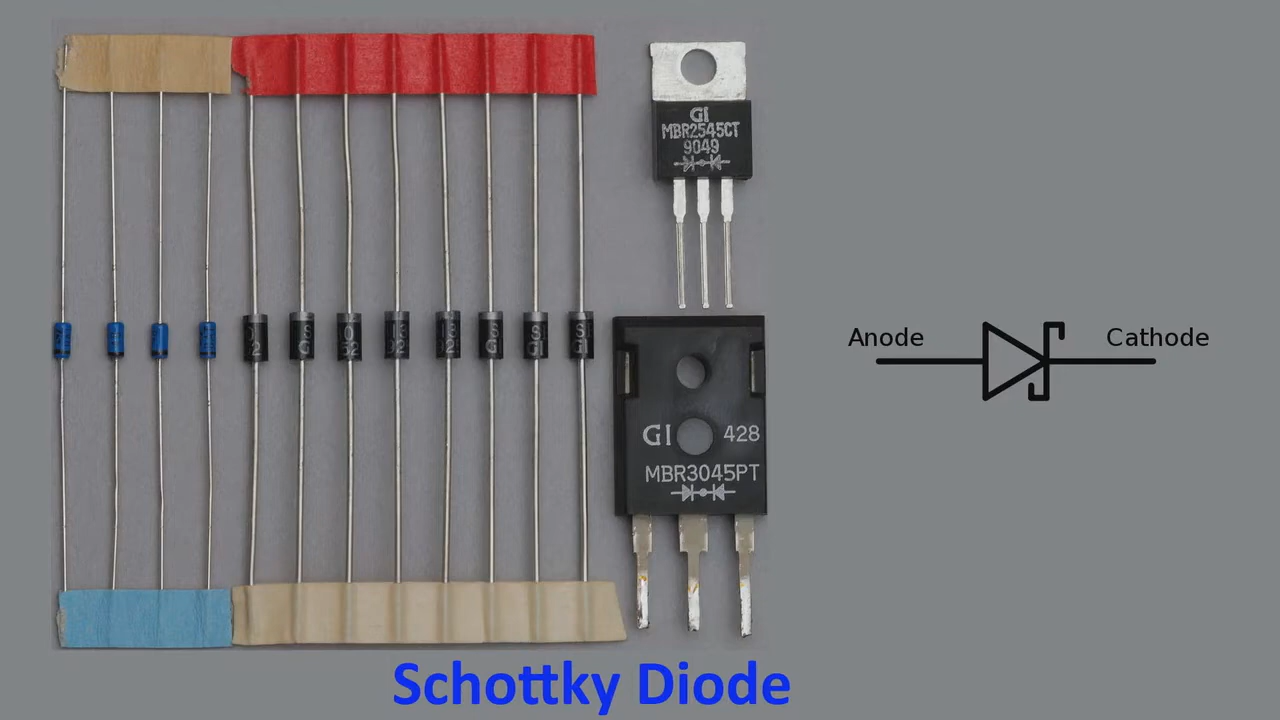 GI
MBR2545CT
9049
Anode
Cathode
GI 428
MBR3045PT
Schottky Diode